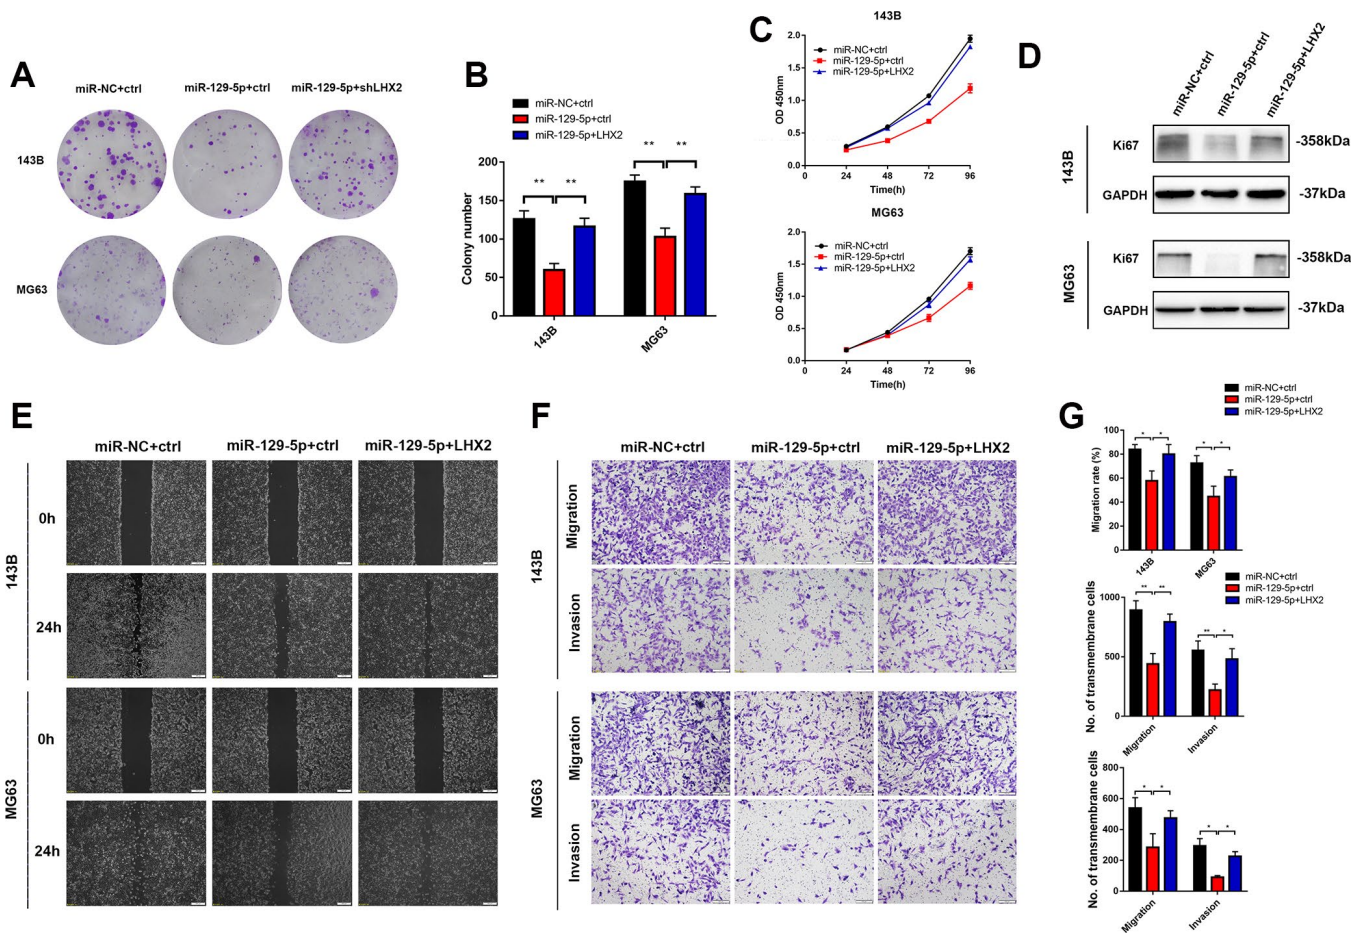 A
miR-NC+ctrl
miR-129-5p+ctrl
miR-129-5p+shLHX2
143B
MG63
B
miR-NC+ctrl
miR-129-5p+ctrl
miR-129-5p+LHX2
Colony number
200
150
100
50
0
**
**
**
**
143B
MG63
C
143B
miR-NC+ctrl
miR-129-5p+ctrl
miR-129-5p+LHX2
OD 450nm
2.0
1.5
1.0
0.5
0.0
0 24 48 72 96
Time(h)
MG63
miR-NC+ctrl
miR-129-5p+ctrl
miR-129-5p+LHX2
OD 450nm
2.0
1.5
1.0
0.5
0.0
0 24 48 72 96
Time(h)
D
miR-NC+ctrl
miR-129-5p+ctrl
miR-129-5p+LHX2
143B
Ki67 -358kDa
GAPDH -37kDa
MG63
Ki67 -358kDa
GAPDH -37kDa
E
miR-NC+ctrl
miR-129-5p+ctrl
miR-129-5p+LHX2
143B
0h
24h
MG63
0h
24h
F
miR-NC+ctrl
miR-129-5p+ctrl
miR-129-5p+LHX2
143B
Migration
Invasion
MG63
Migration
Invasion
G
miR-NC+ctrl
miR-129-5p+ctrl
miR-129-5p+LHX2
Migration rate (%)
100
80
60
40
20
0
*
*
*
*
143B
MG63
miR-NC+ctrl
miR-129-5p+ctrl
miR-129-5p+LHX2
No. of transmembrane cells
1000
500
0
**
**
**
*
Migration
Invasion
No. of transmembrane cells
800
600
400
200
0
*
*
*
*
Migration
Invasion